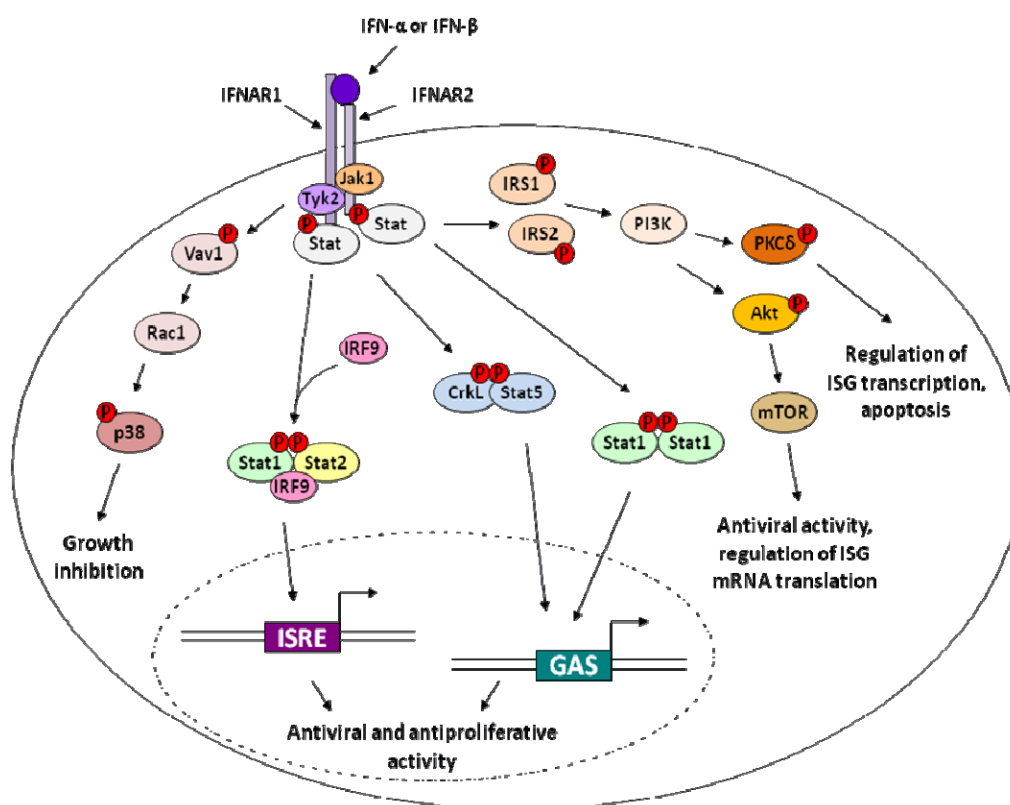 IFN-α or IFN-β
IFNAR1
IFNAR2
Jak1
Tyk2
P
P
Stat
Stat
P
IRS1
IRS2
P
PI3K
PKCδ
P
Akt
P
mTOR
Regulation of
ISG transcription,
apoptosis
Antiviral activity,
regulation of ISG
mRNA translation
P
Vav1
Rac1
P
p38
Growth
inhibition
IRF9
P P
Stat1
Stat2
IRF9
P P
CrkL
Stat5
P P
Stat1
Stat1
ISRE
GAS
Antiviral and antiproliferative
activity